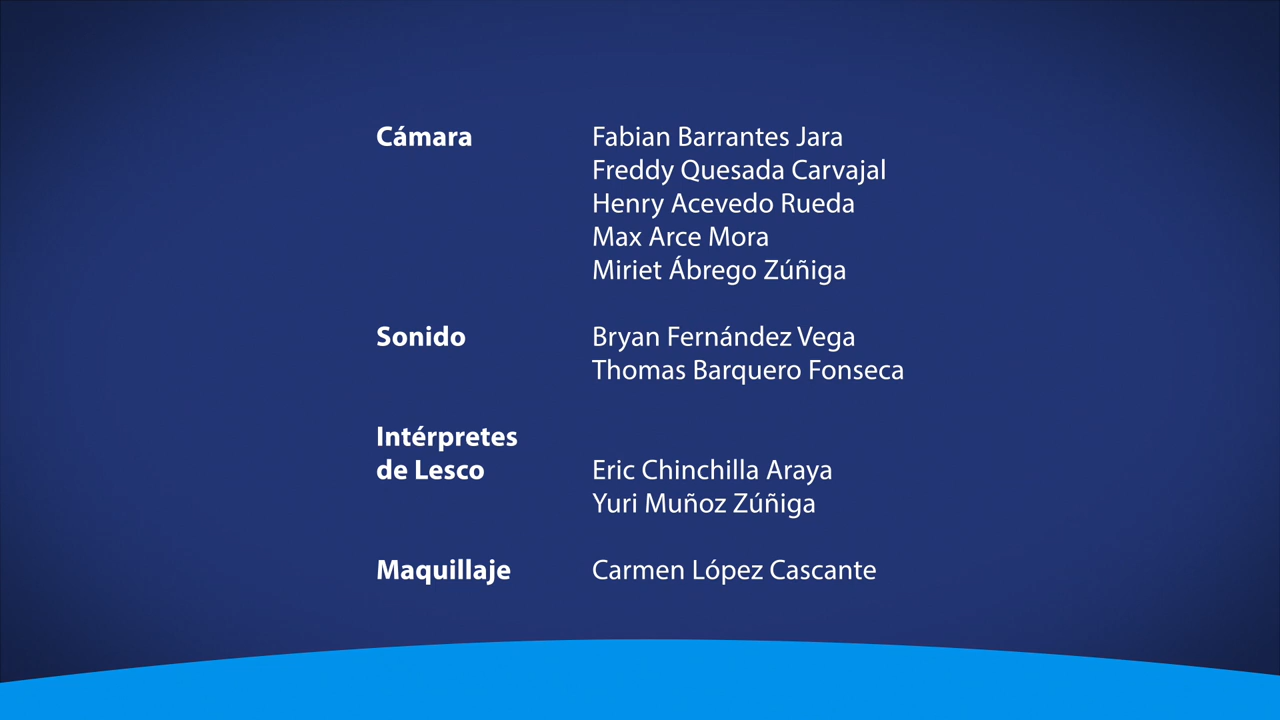 Cámara Fabian Barrantes Jara
Freddy Quesada Carvajal
Henry Acevedo Rueda
Max Arce Mora
Miriet Ábrego Zúñiga
Sonido Bryan Fernández Vega
Thomas Barquero Fonseca
Intérpretes
de Lesco Eric Chinchilla Araya
Yuri Muñoz Zúñiga
Maquillaje Carmen López Cascante